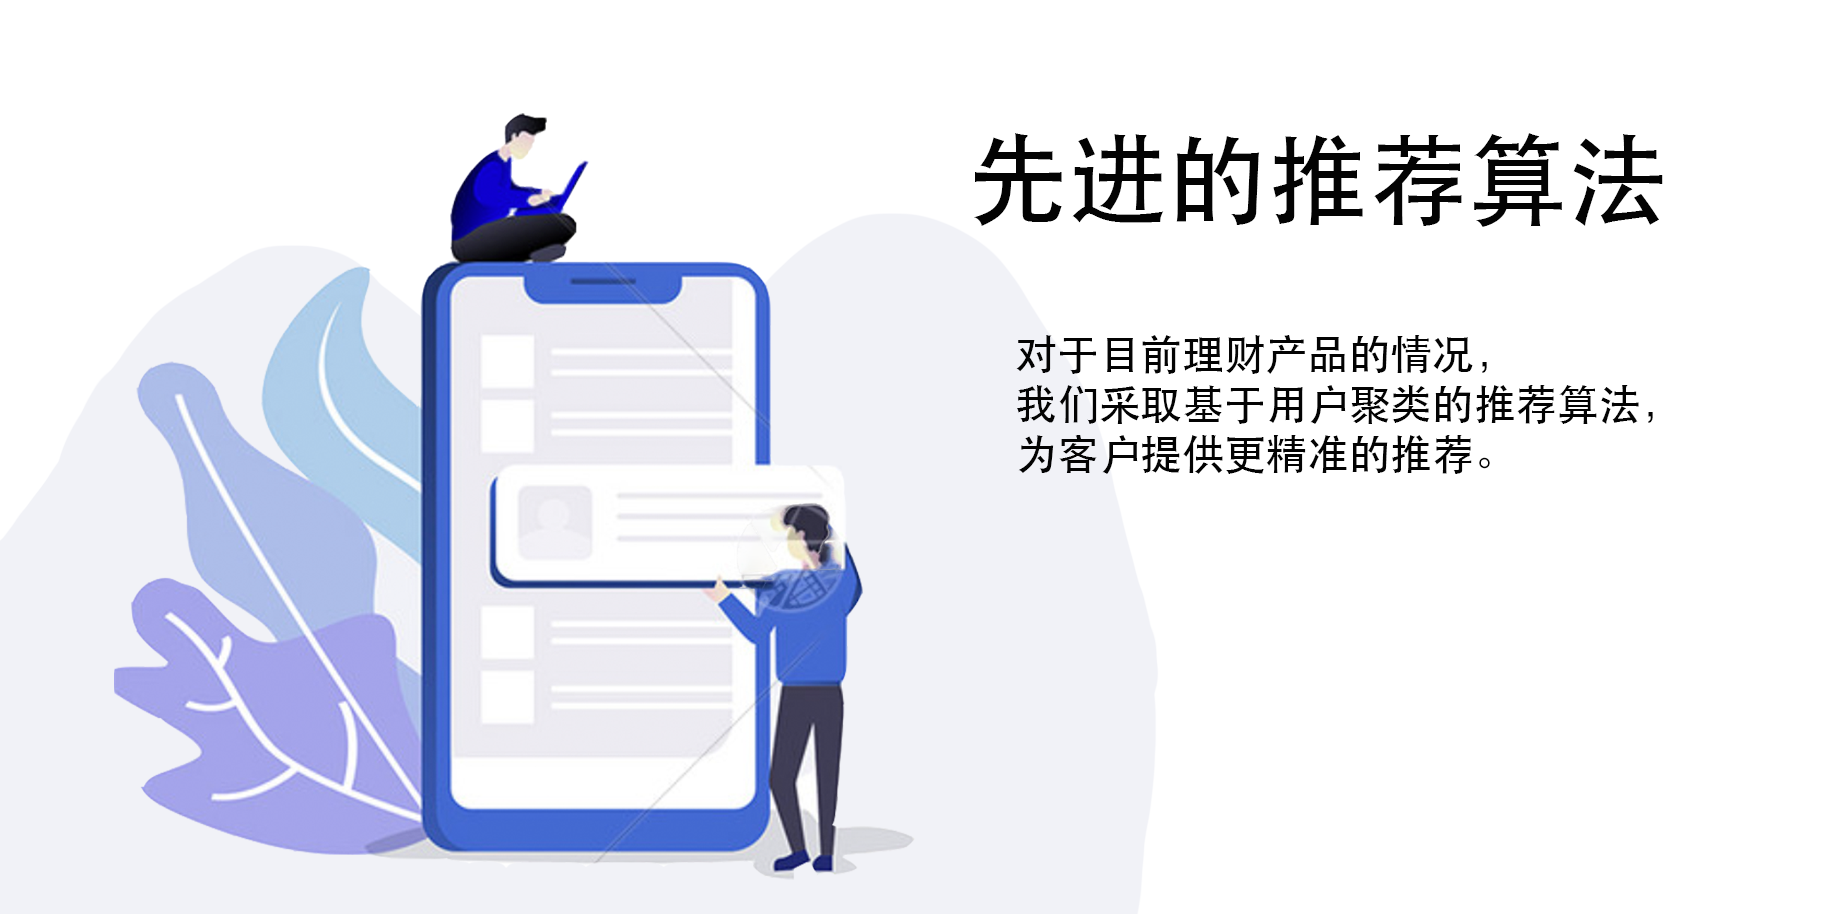 先进的推荐算法
对于目前理财产品的情况，
我们采取基于用户聚类的推荐算法，
为客户提供更精准的推荐。